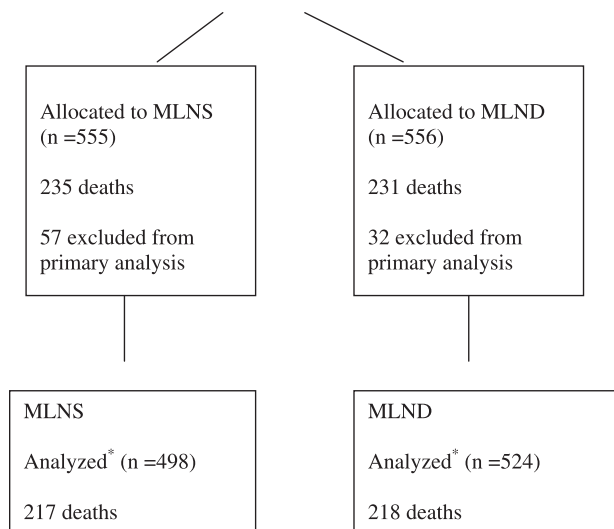 Allocated to MLNS
(n =555)
235 deaths
57 excluded from
primary analysis
Allocated to MLND
(n =556)
231 deaths
32 excluded from
primary analysis
MLNS
Analyzed* (n =498)
217 deaths
MLND
Analyzed* (n =524)
218 deaths